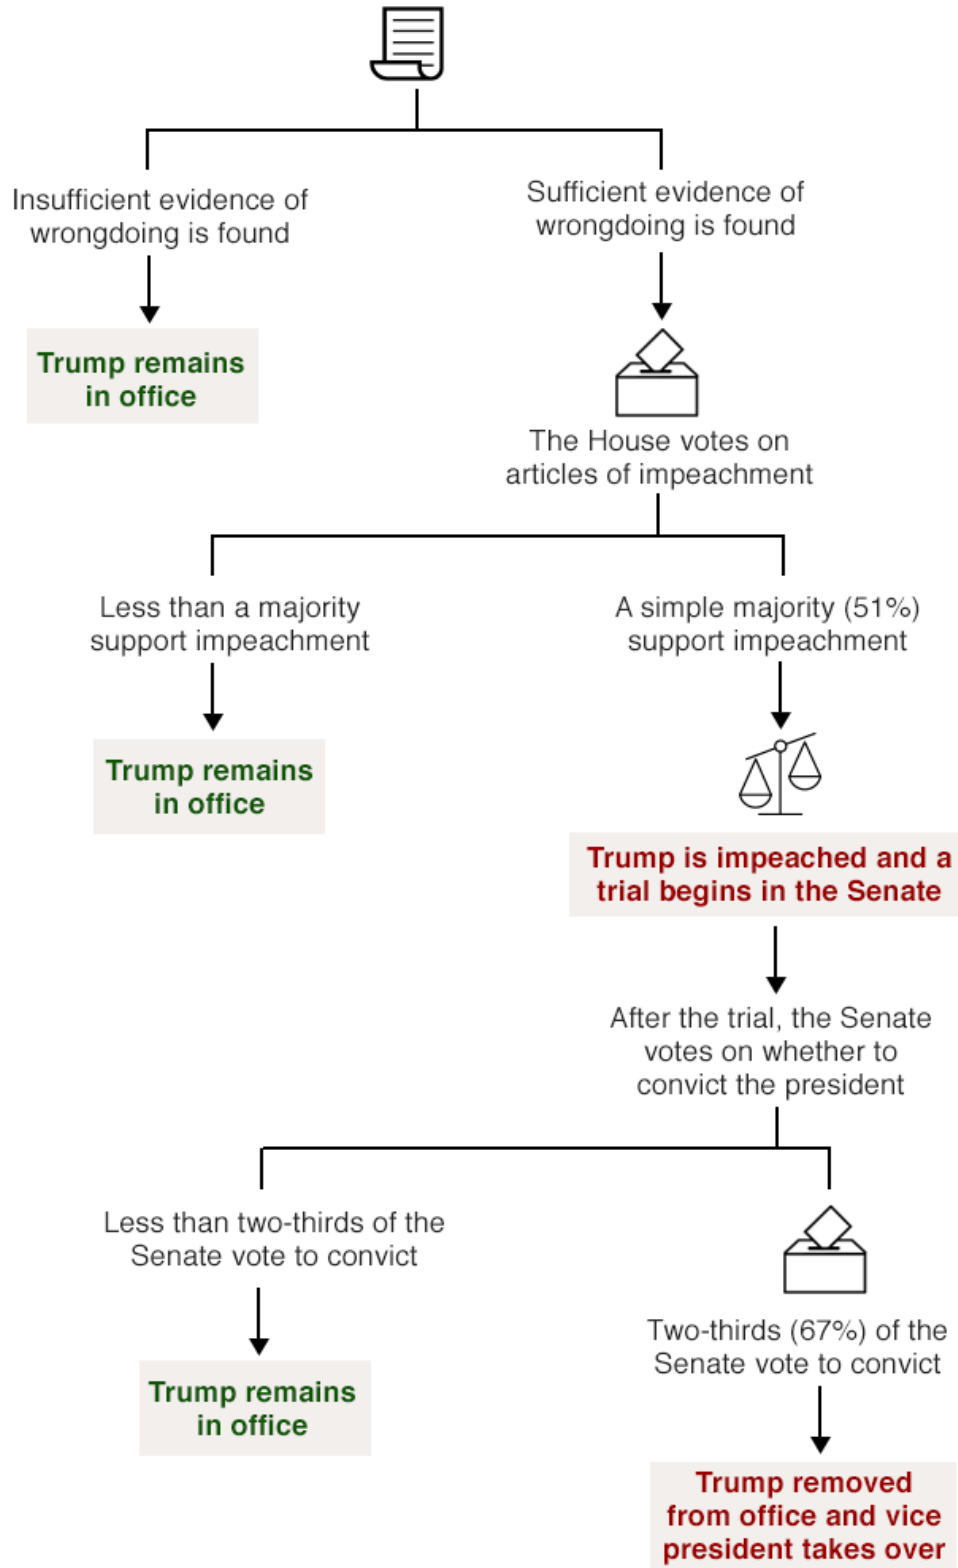 Insufficient evidence of
wrongdoing is found
Sufficient evidence of
wrongdoing is found
Trump remains
in office
The House votes on
articles of impeachment
Less than a majority
support impeachment
A simple majority (51%)
support impeachment
Trump remains
in office
Trump is impeached and a
trial begins in the Senate
After the trial, the Senate
votes on whether to
convict the president
Less than two-thirds of the
Senate vote to convict
Two-thirds (67%) of the
Senate vote to convict
Trump remains
in office
Trump removed
from office and vice
president takes over